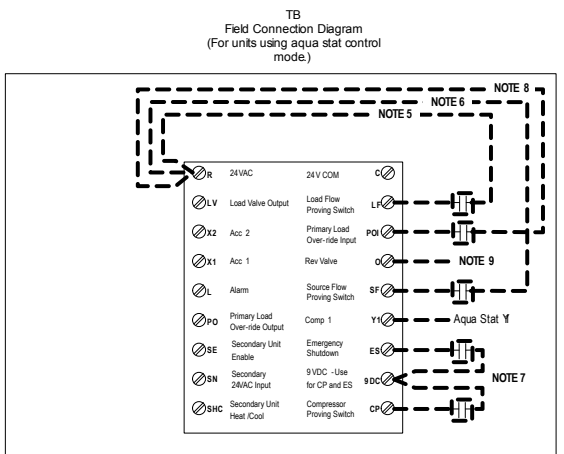 TB
Field Connection Diagram
(For units using aqua stat control
mode.)
NOTE 8
NOTE 6
NOTE 5
R 24VAC 24V COM C
LV Load Valve Output Load Flow Proving Switch LF
X2 Acc 2 Primary Load Over-ride Input POI
X1 Acc 1 Rev Valve O NOTE 9
L Alarm Source Flow Proving Switch SF
PO Primary Load Over-ride Output Comp 1 Y1 Aqua Stat Y1
SE Secondary Unit Enable Emergency Shutdown ES
SN Secondary 24VAC Input 9 VDC - Use for CP and ES 9DC NOTE 7
SHC Secondary Unit Heat /Cool Compressor Proving Switch CP